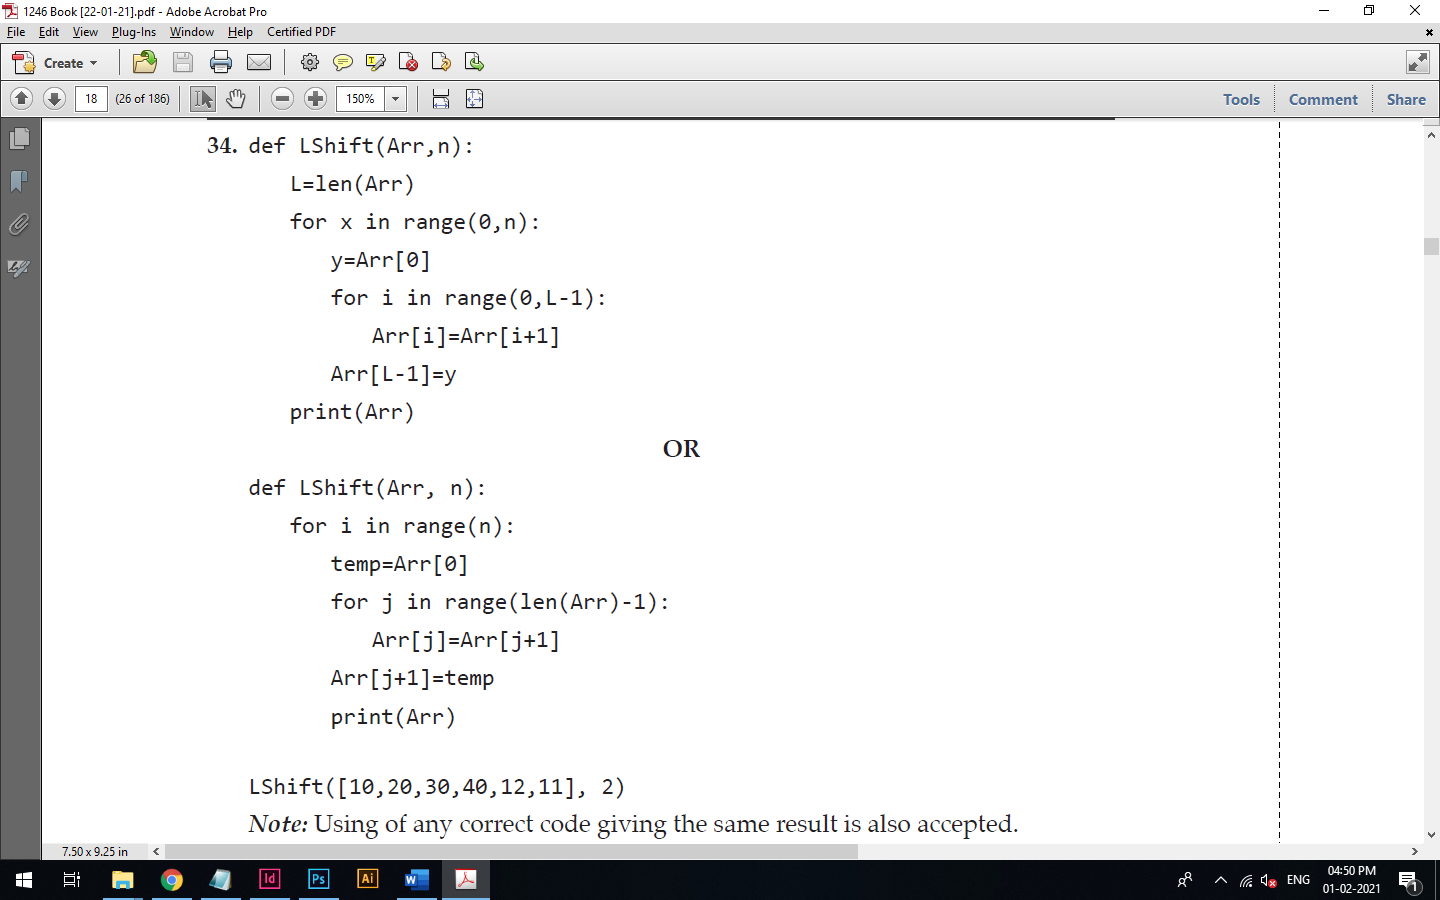 1246 Book [22-01-21].pdf - Adobe Acrobat Pro
File Edit View Plug-Ins Window Help Certified PDF
Create
18 (26 of 186) 150% Tools Comment Share
34. def LShift(Arr,n):
L=len(Arr)
for x in range(0,n):
y=Arr[0]
for i in range(0,L-1):
Arr[i]=Arr[i+1]
Arr[L-1]=y
print(Arr)
OR
def LShift(Arr, n):
for i in range(n):
temp=Arr[0]
for j in range(len(Arr)-1):
Arr[j]=Arr[j+1]
Arr[j+1]=temp
print(Arr)
LShift([10,20,30,40,12,11], 2)
Note: Using of any correct code giving the same result is also accepted.
7.50 x 9.25 in
Id Ps Ai W ENG 04:50 PM
01-02-2021 1